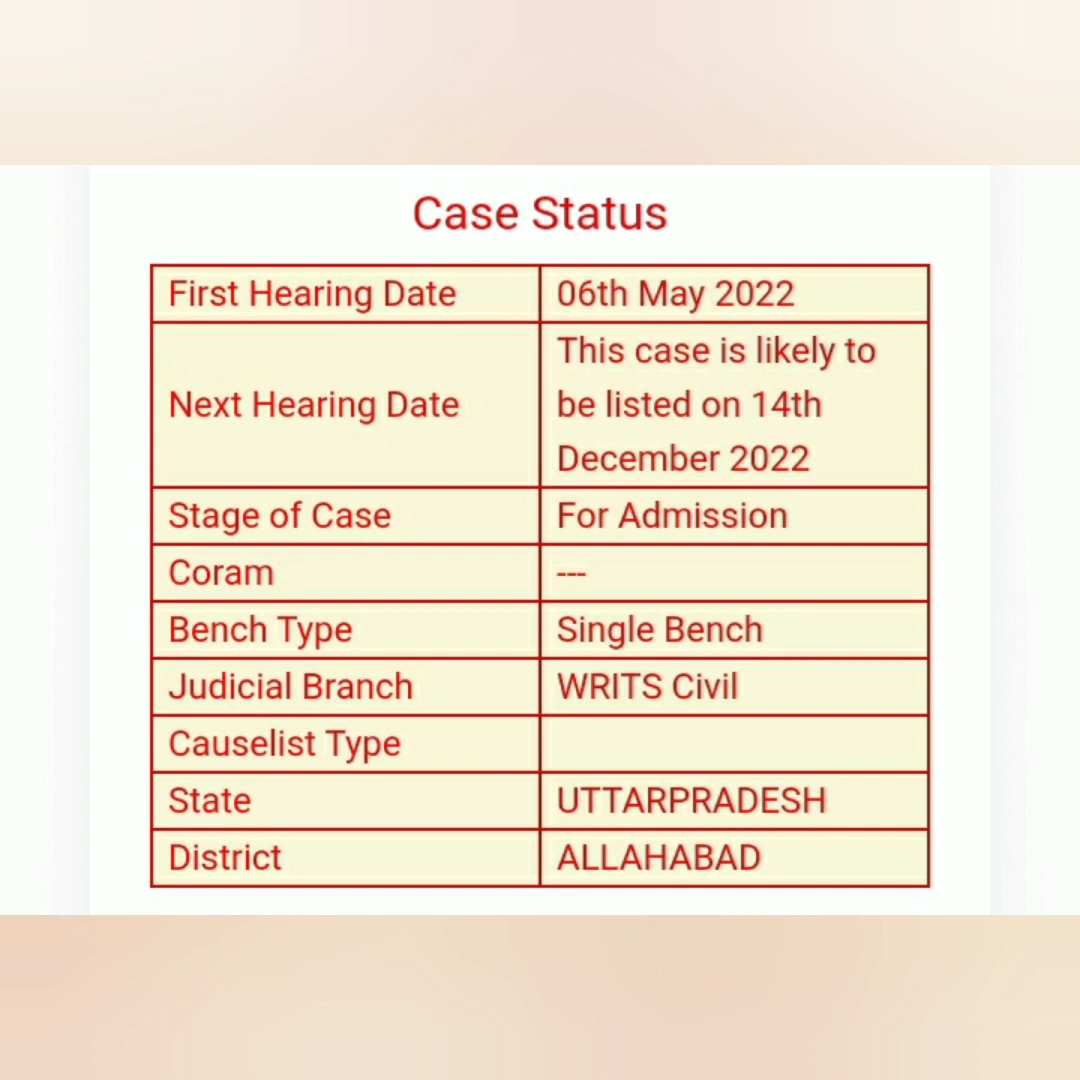 Case Status
First Hearing Date 06th May 2022
Next Hearing Date This case is likely to
be listed on 14th
December 2022
Stage of Case For Admission
Coram ---
Bench Type Single Bench
Judicial Branch WRITS Civil
Causelist Type
State UTTARPRADESH
District ALLAHABAD